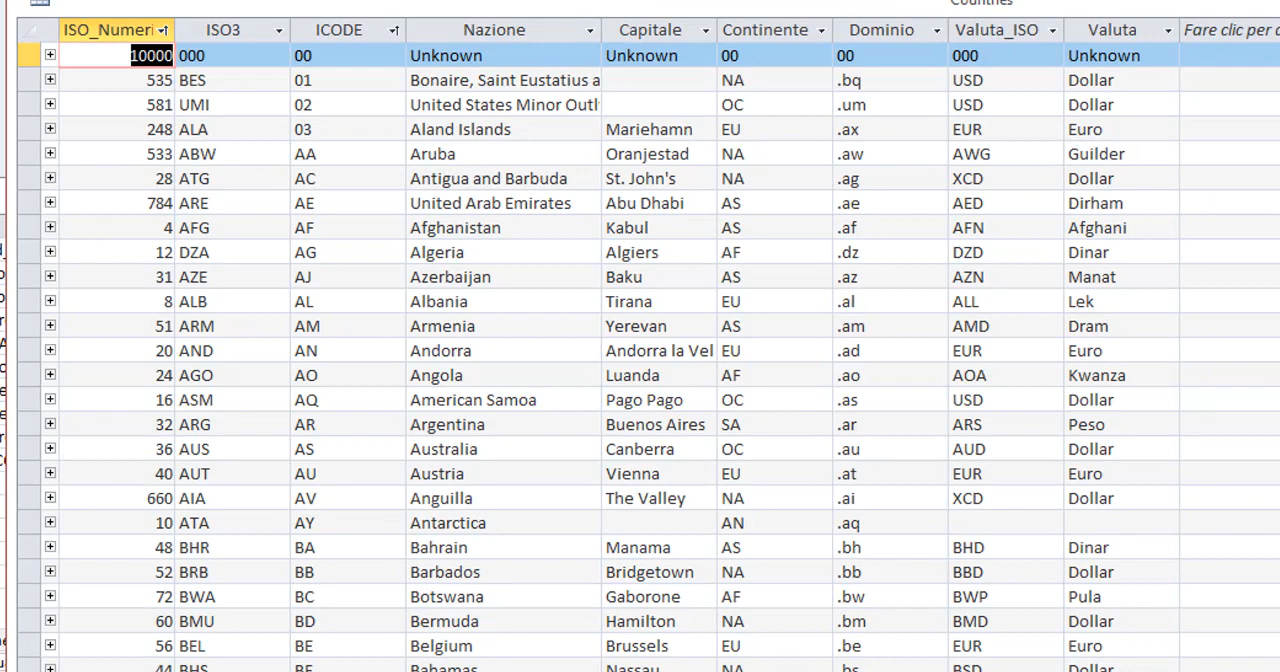 Countries
ISO_Numeri ISO3 ICODE Nazione Capitale Continente Dominio Valuta_ISO Valuta Fare clic per a
10000 000 00 Unknown Unknown 00 00 000 Unknown
535 BES 01 Bonaire, Saint Eustatius a NA .bq USD Dollar
581 UMI 02 United States Minor Outl OC .um USD Dollar
248 ALA 03 Aland Islands Mariehamn EU .ax EUR Euro
533 ABW AA Aruba Oranjestad NA .aw AWG Guilder
28 ATG AC Antigua and Barbuda St. John's NA .ag XCD Dollar
784 ARE AE United Arab Emirates Abu Dhabi AS .ae AED Dirham
4 AFG AF Afghanistan Kabul AS .af AFN Afghani
12 DZA AG Algeria Algiers AF .dz DZD Dinar
31 AZE AJ Azerbaijan Baku AS .az AZN Manat
8 ALB AL Albania Tirana EU .al ALL Lek
51 ARM AM Armenia Yerevan AS .am AMD Dram
20 AND AN Andorra Andorra la Vel EU .ad EUR Euro
24 AGO AO Angola Luanda AF .ao AOA Kwanza
16 ASM AQ American Samoa Pago Pago OC .as USD Dollar
32 ARG AR Argentina Buenos Aires SA .ar ARS Peso
36 AUS AS Australia Canberra OC .au AUD Dollar
40 AUT AU Austria Vienna EU .at EUR Euro
660 AIA AV Anguilla The Valley NA .ai XCD Dollar
10 ATA AY Antarctica AN .aq
48 BHR BA Bahrain Manama AS .bh BHD Dinar
52 BRB BB Barbados Bridgetown NA .bb BBD Dollar
72 BWA BC Botswana Gaborone AF .bw BWP Pula
60 BMU BD Bermuda Hamilton NA .bm BMD Dollar
56 BEL BE Belgium Brussels EU .be EUR Euro
44 BHS BF Bahamas Nassau NA .bs BSD Dollar